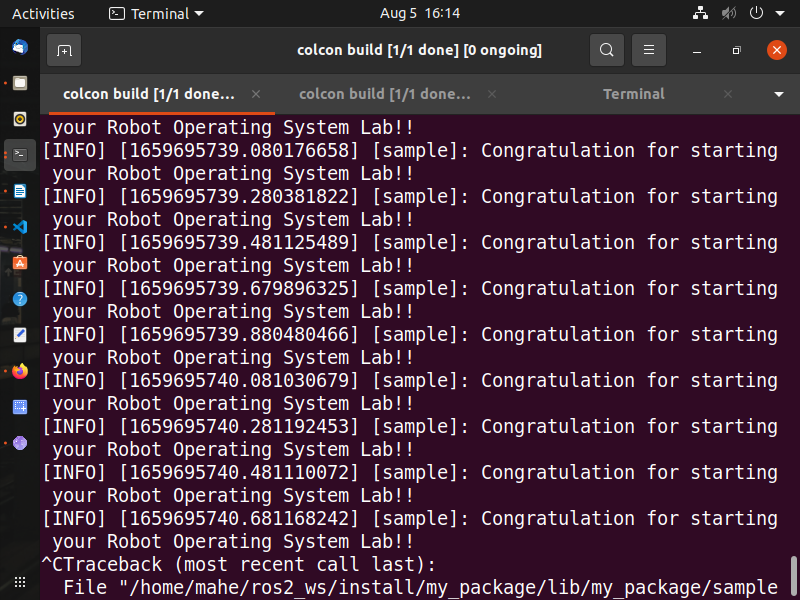 Activities
Terminal
Aug 5 16:14
colcon build [1/1 done] [0 ongoing]
colcon build [1/1 done...
colcon build [1/1 done...
Terminal
your Robot Operating System Lab!!
[INFO] [1659695739.080176658] [sample]: Congratulation for starting
your Robot Operating System Lab!!
[INFO] [1659695739.280381822] [sample]: Congratulation for starting
your Robot Operating System Lab!!
[INFO] [1659695739.481125489] [sample]: Congratulation for starting
your Robot Operating System Lab!!
[INFO] [1659695739.679896325] [sample]: Congratulation for starting
your Robot Operating System Lab!!
[INFO] [1659695739.880480466] [sample]: Congratulation for starting
your Robot Operating System Lab!!
[INFO] [1659695740.081030679] [sample]: Congratulation for starting
your Robot Operating System Lab!!
[INFO] [1659695740.281192453] [sample]: Congratulation for starting
your Robot Operating System Lab!!
[INFO] [1659695740.481110072] [sample]: Congratulation for starting
your Robot Operating System Lab!!
[INFO] [1659695740.681168242] [sample]: Congratulation for starting
your Robot Operating System Lab!!
^CTraceback (most recent call last):
File "/home/mahe/ros2_ws/install/my_package/lib/my_package/sample